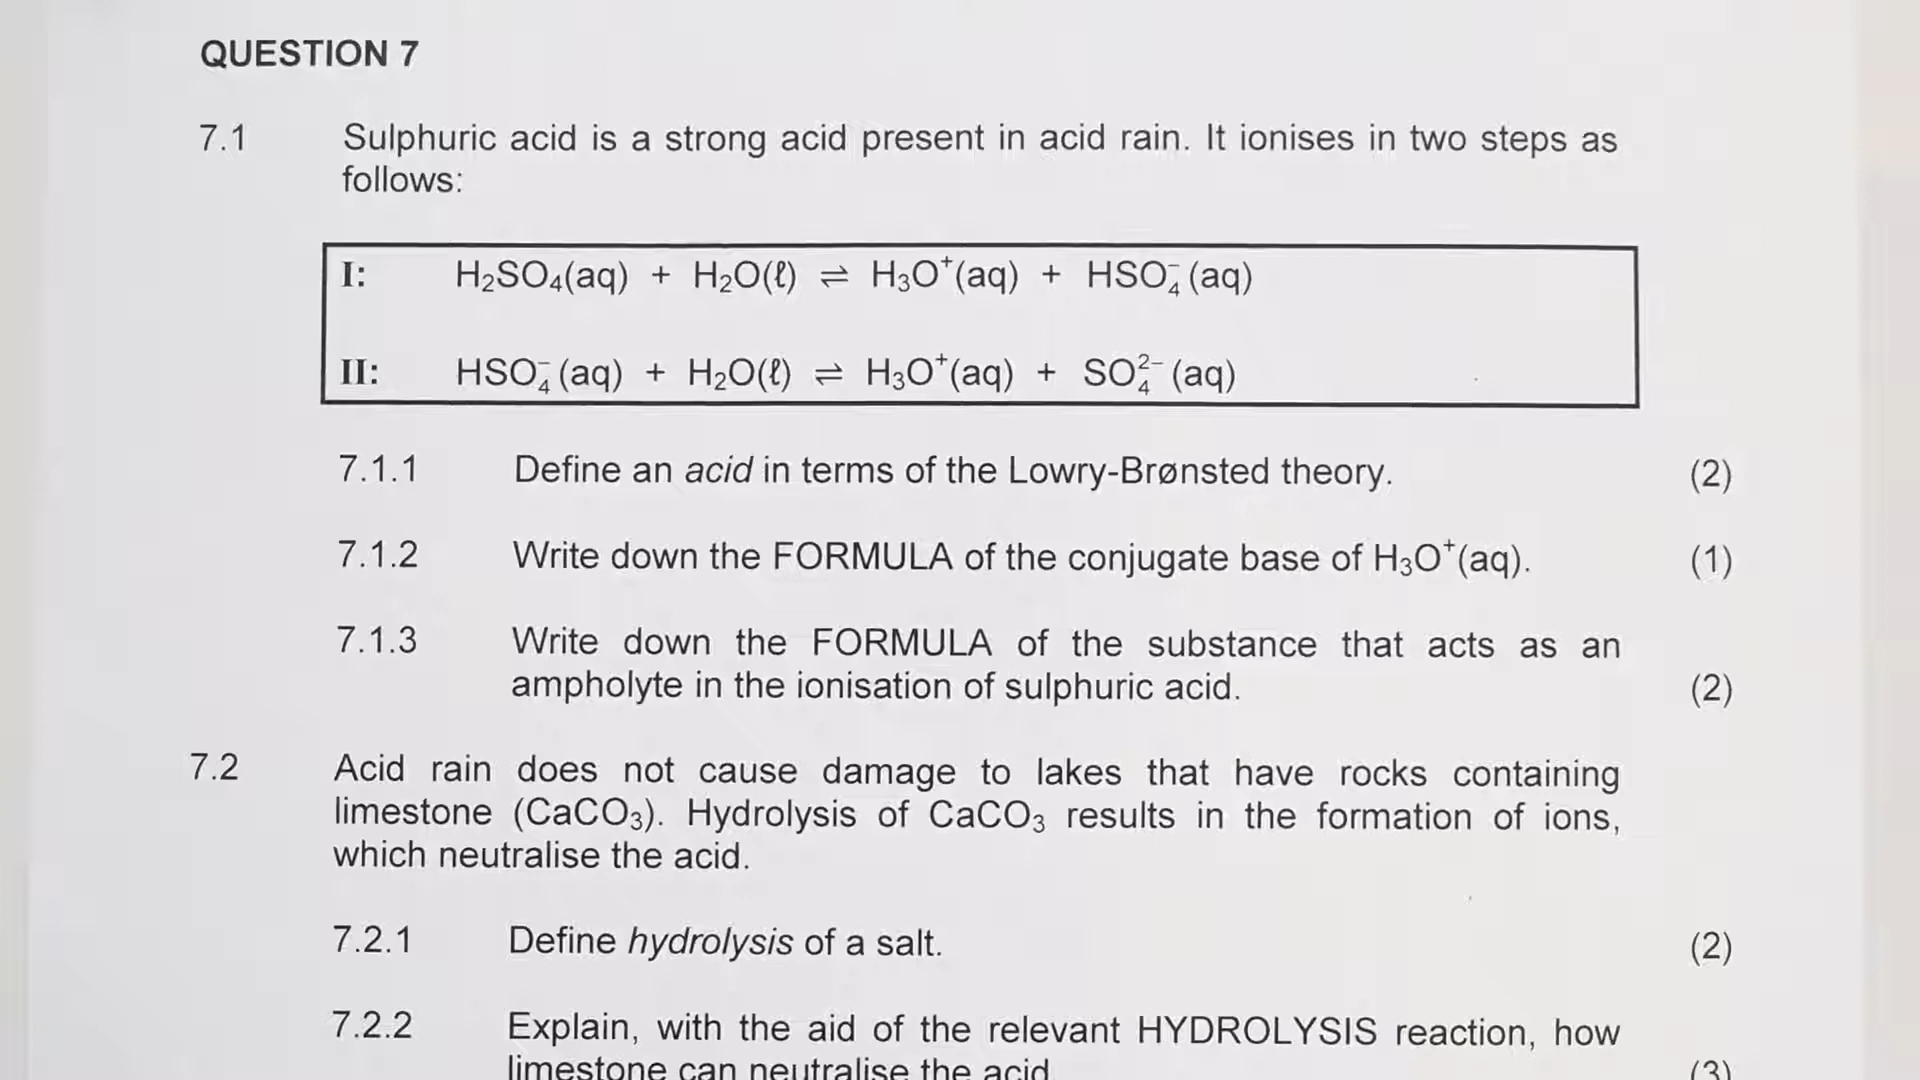 QUESTION 7
7.1 Sulphuric acid is a strong acid present in acid rain. It ionises in two steps as
follows:
I: H₂SO₄(aq) + H₂O(ℓ) ⇌ H₃O⁺(aq) + HSO₄⁻(aq)
II: HSO₄⁻(aq) + H₂O(ℓ) ⇌ H₃O⁺(aq) + SO₄²⁻(aq)
7.1.1 Define an acid in terms of the Lowry-Brønsted theory. (2)
7.1.2 Write down the FORMULA of the conjugate base of H₃O⁺(aq). (1)
7.1.3 Write down the FORMULA of the substance that acts as an
ampholyte in the ionisation of sulphuric acid. (2)
7.2 Acid rain does not cause damage to lakes that have rocks containing
limestone (CaCO₃). Hydrolysis of CaCO₃ results in the formation of ions,
which neutralise the acid.
7.2.1 Define hydrolysis of a salt. (2)
7.2.2 Explain, with the aid of the relevant HYDROLYSIS reaction, how
limestone can neutralise the acid. (3)